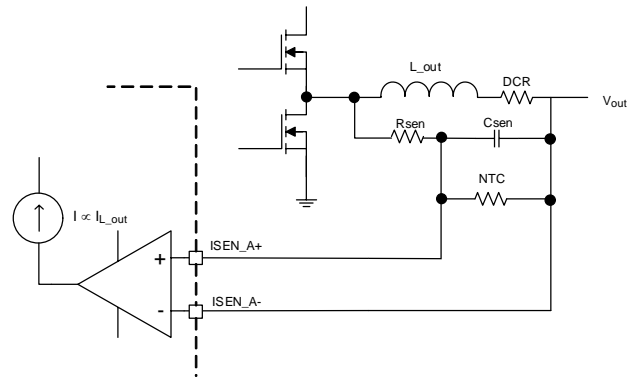 L_out
DCR
Vout
Rsen
Csen
NTC
I ∝ IL_out
ISEN_A+
+
-
ISEN_A-